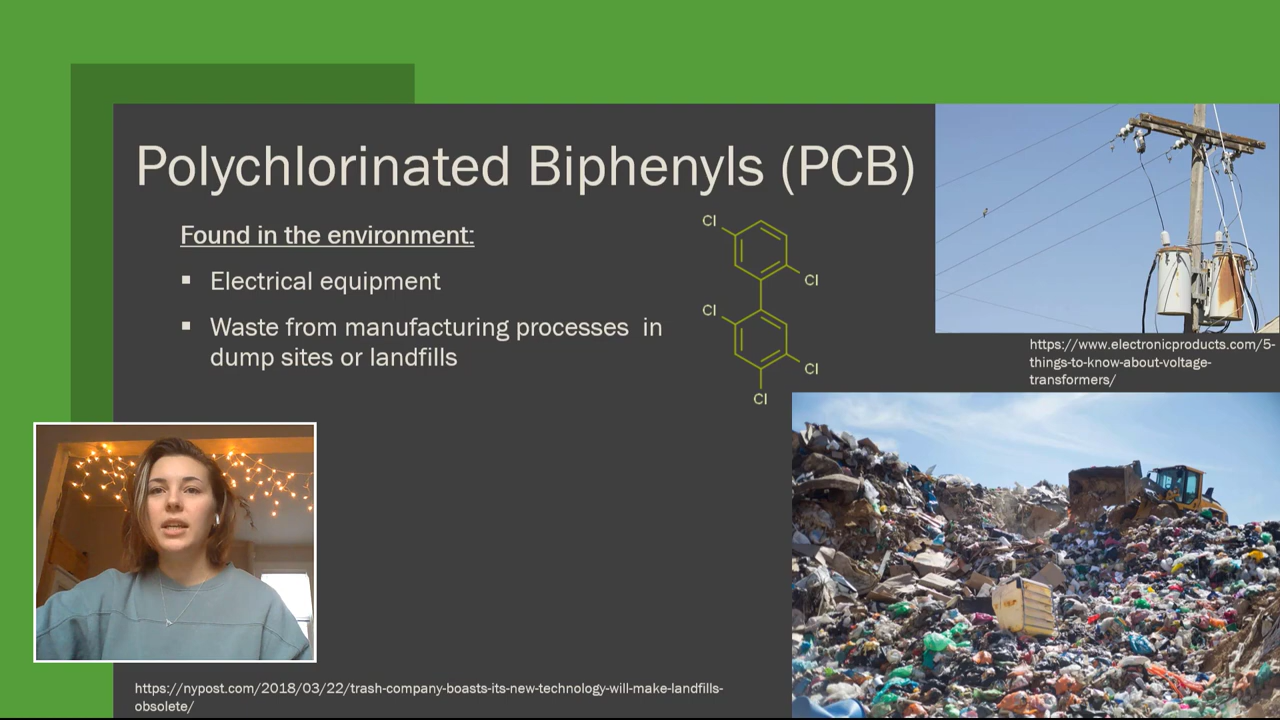 Polychlorinated Biphenyls (PCB)
Found in the environment:
Electrical equipment
Waste from manufacturing processes  in
dump sites or landfills
Cl
Cl
Cl
Cl
Cl
https://www.electronicproducts.com/5-
things-to-know-about-voltage-
transformers/
https://nypost.com/2018/03/22/trash-company-boasts-its-new-technology-will-make-landfills-
obsolete/